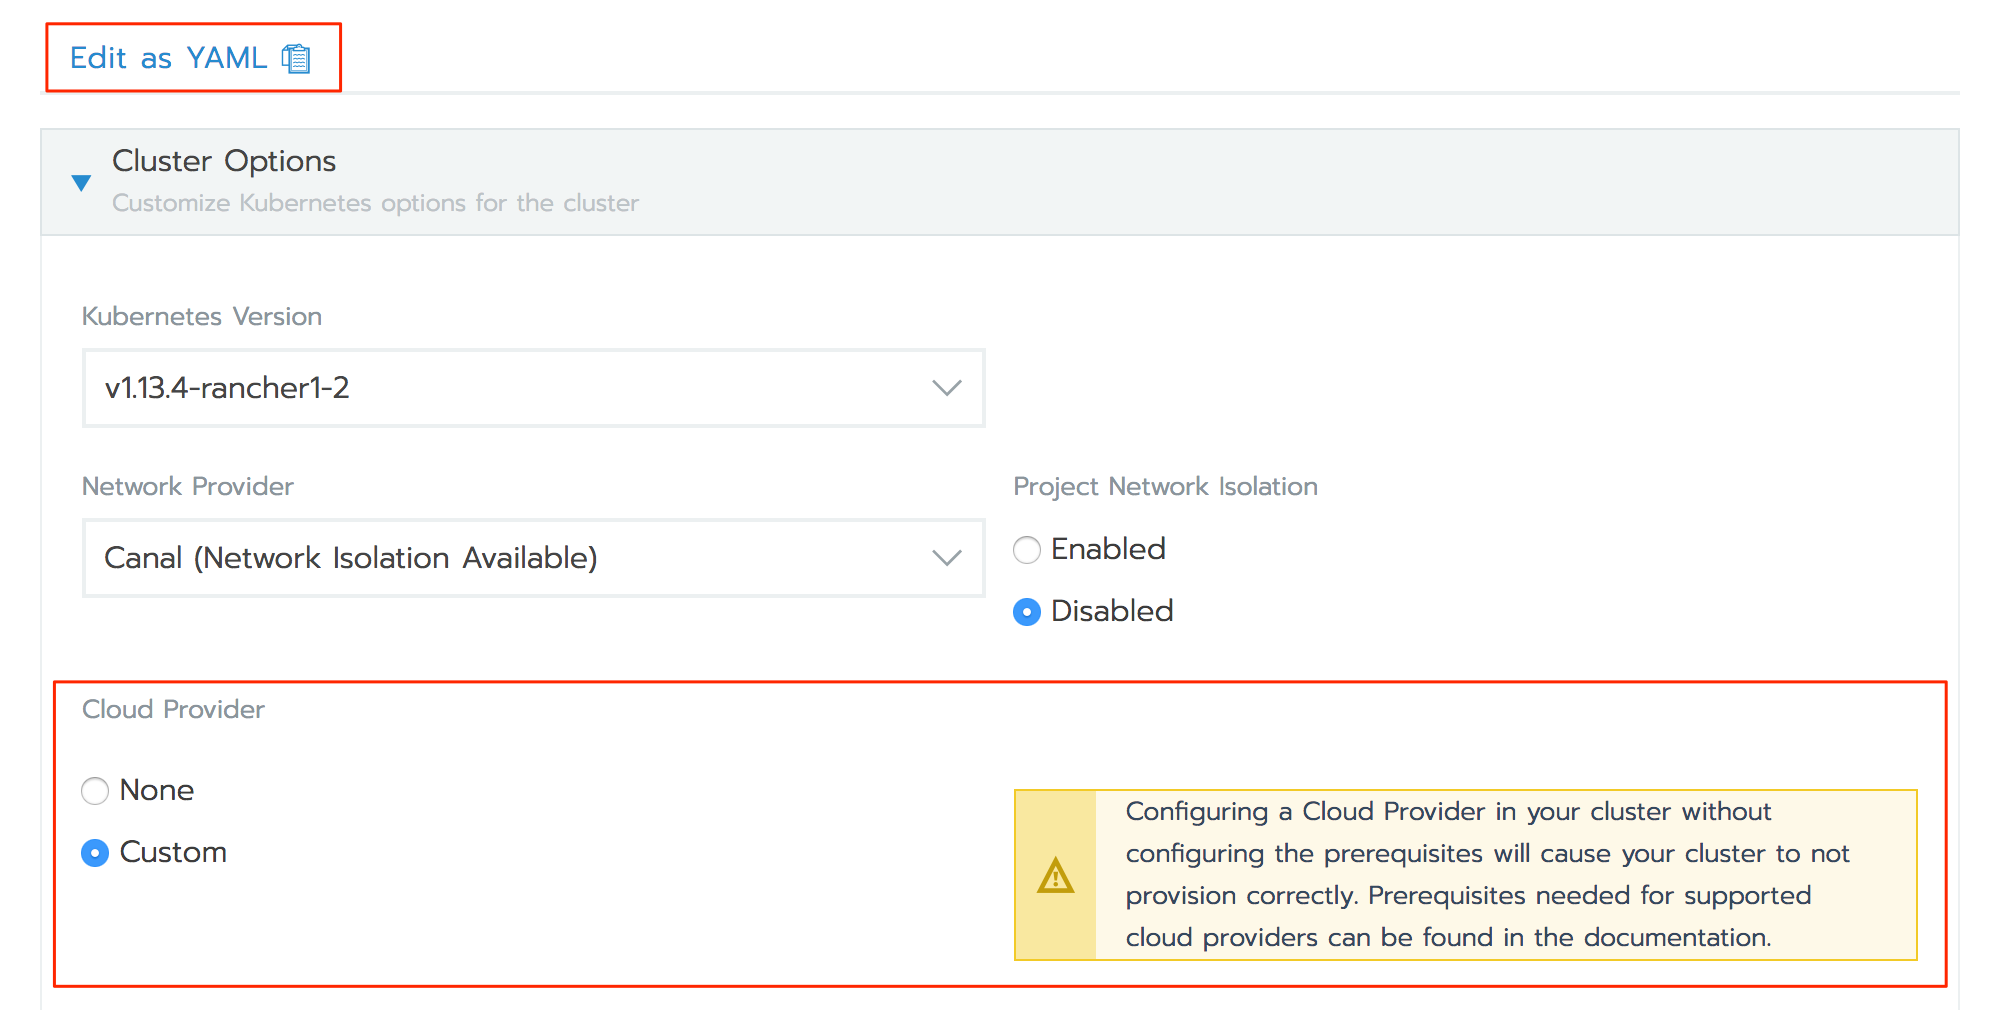 Edit as YAML
Cluster Options
Customize Kubernetes options for the cluster
Kubernetes Version
v1.13.4-rancher1-2
Network Provider
Canal (Network Isolation Available)
Project Network Isolation
Enabled
Disabled
Cloud Provider
None
Custom
Configuring a Cloud Provider in your cluster without
configuring the prerequisites will cause your cluster to not
provision correctly. Prerequisites needed for supported
cloud providers can be found in the documentation.